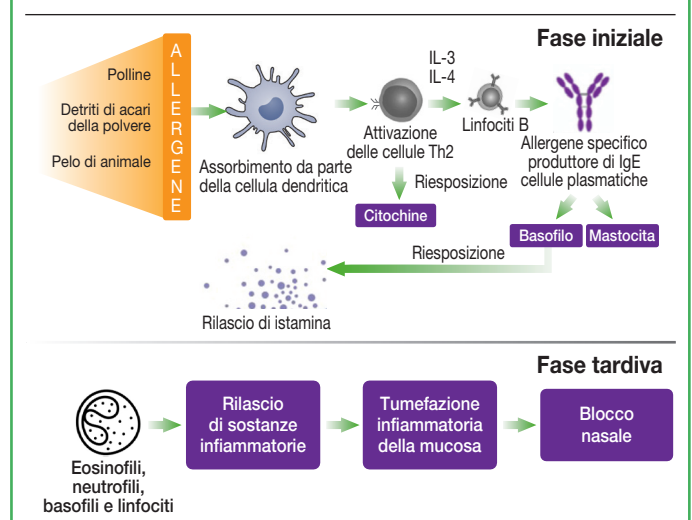 Fase iniziale
Polline
Detriti di acari
della polvere
Pelo di animale
ALLERGENE
Assorbimento da parte
della cellula dendritica
Attivazione
delle cellule Th2
IL-3
IL-4
Linfociti B
Allergene specifico
produttore di IgE
cellule plasmatiche
Riesposizione
Citochine
Basofilo
Mastocita
Riesposizione
Rilascio di istamina
Fase tardiva
Eosinofili,
neutrofili,
basofili e linfociti
Rilascio
di sostanze
infiammatorie
Tumefazione
infiammatoria
della mucosa
Blocco
nasale